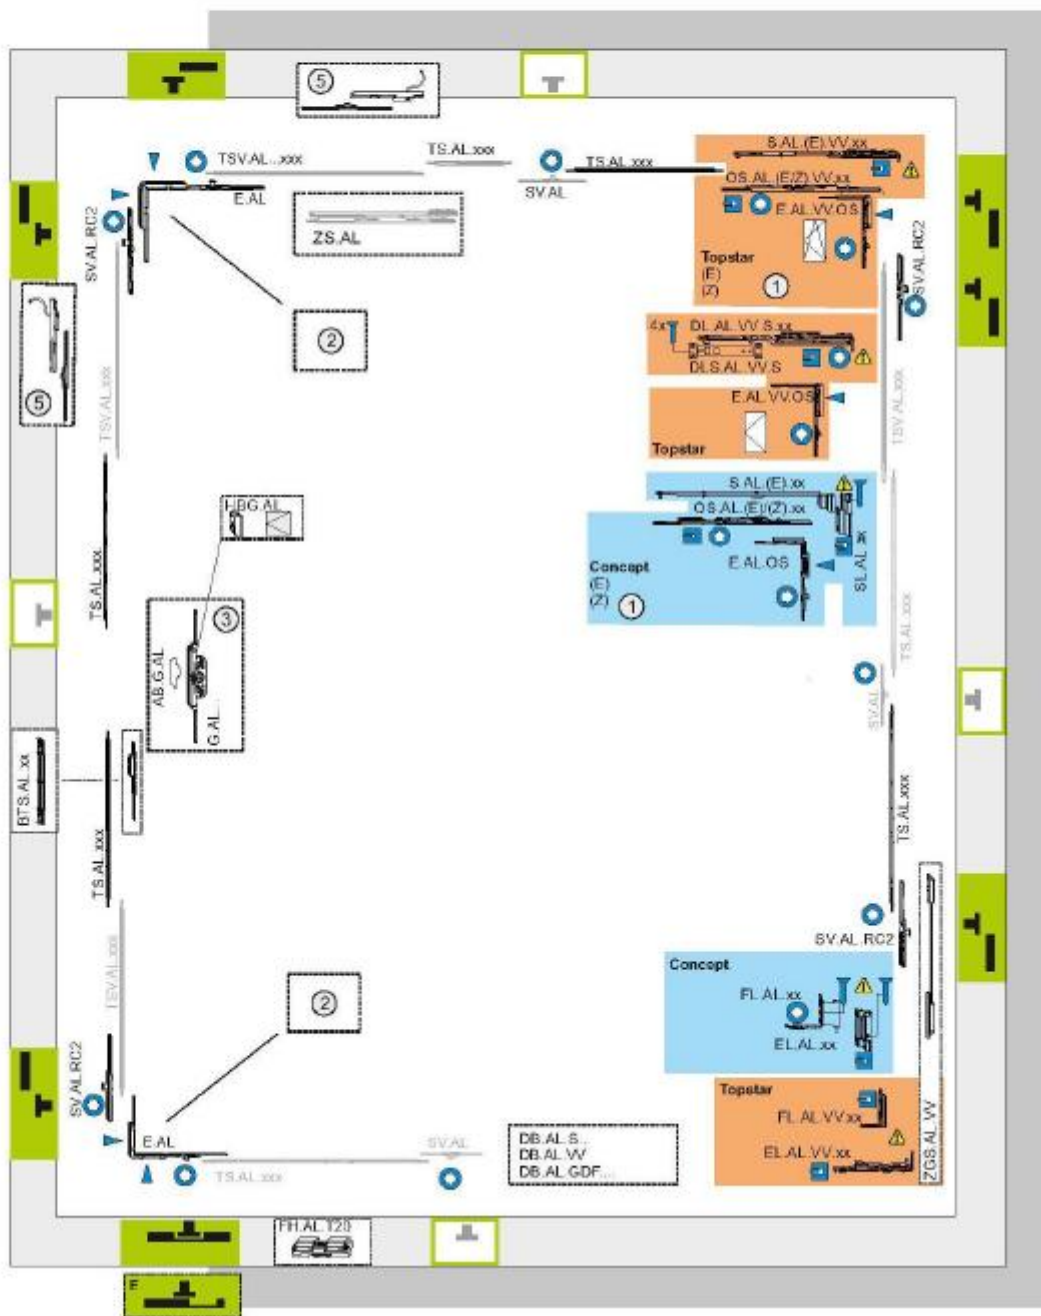 5
TSV.AL...xxx
TS.AL.xxx
TS.AL.xxx
SV.AL
E.AL
SV.AL.RC2
ZS.AL
S.AL.(E).VV.xx
OS.AL.(E/Z).VV.xx
E.AL.VV.OS
Topstar
(E)
(Z)
1
SV.AL.RC2
2
5
TSV.AL.xxx
4x
DL.AL.VV.S.xx
DLS.AL.VV.S
E.AL.VV.OS
Topstar
TSV.AL.xxx
S.AL.(E).xx
OS.AL.(E)/(Z).xx
E.AL.OS
SL.AL.xx
Concept
(E)
(Z)
1
HBG.AL
TS.AL.xxx
3
AB.G.AL
G.AL..
TS.AL.xxx
SV.AL
BTS.AL.xx
TS.AL.xxx
TS.AL.xxx
TSV.AL.xxx
SV.AL.RC2
Concept
FL.AL.xx
EL.AL.xx
2
SV.AL.RC2
Topstar
FL.AL.VV.xx
EL.AL.VV.xx
ZGS.AL.VV
E.AL
TS.AL.xxx
SV.AL
DB.AL.S..
DB.AL.VV
DB.AL.GDF...
FH.AL.120
E